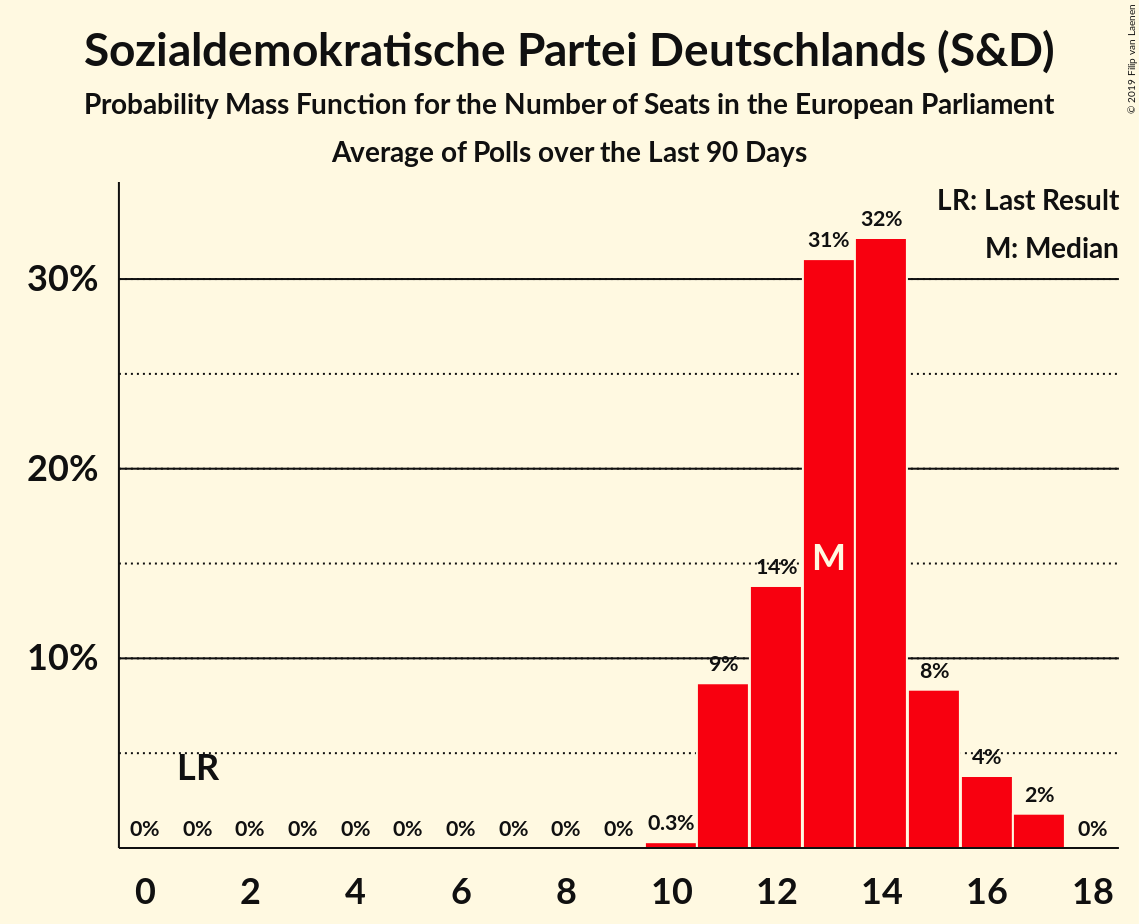 Sozialdemokratische Partei Deutschlands (S&D)
Probability Mass Function for the Number of Seats in the European Parliament
Average of Polls over the Last 90 Days
© 2019 Filip van Laenen
LR: Last Result
M: Median
30%
20%
10%
0% 0% 0% 0% 0% 0% 0% 0% 0% 0% 0.3% 9% 14% 31% 32% 8% 4% 2% 0%
LR
M
0 2 4 6 8 10 12 14 16 18